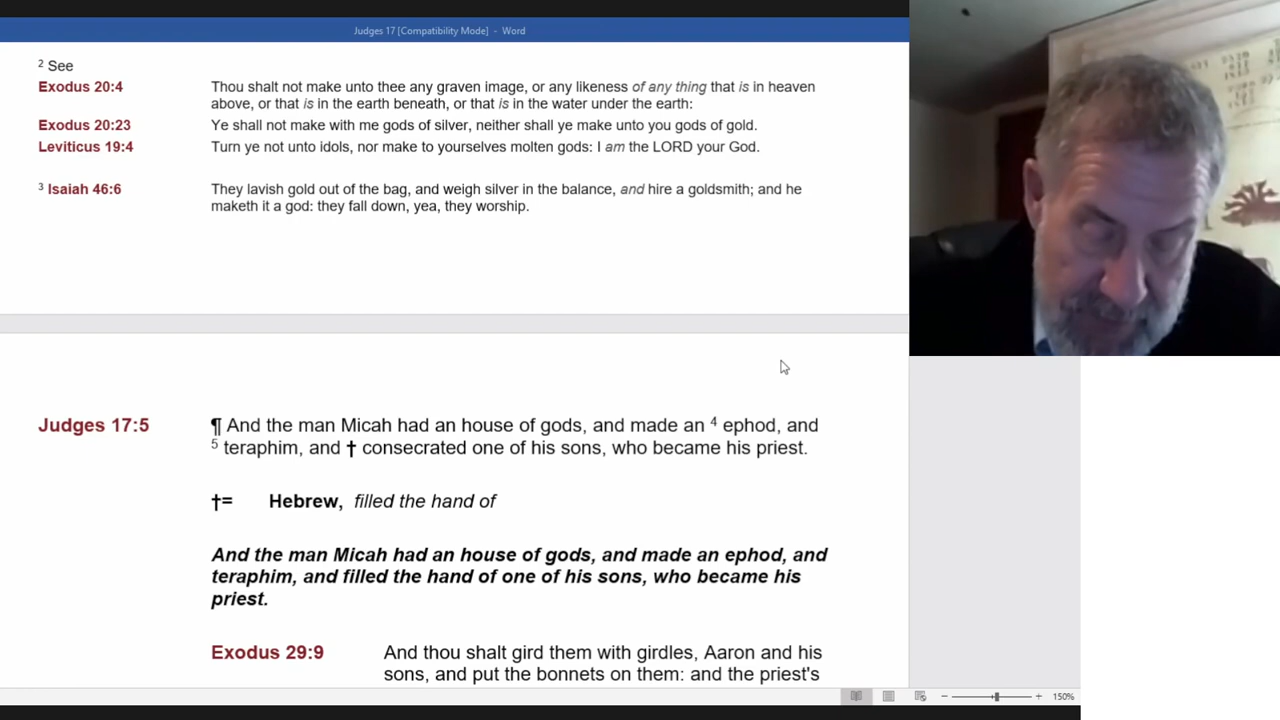 Judges 17 [Compatibility Mode] - Word
2 See
Exodus 20:4 Thou shalt not make unto thee any graven image, or any likeness of any thing that is in heaven
above, or that is in the earth beneath, or that is in the water under the earth:
Exodus 20:23 Ye shall not make with me gods of silver, neither shall ye make unto you gods of gold.
Leviticus 19:4 Turn ye not unto idols, nor make to yourselves molten gods: I am the LORD your God.
3 Isaiah 46:6 They lavish gold out of the bag, and weigh silver in the balance, and hire a goldsmith; and he
maketh it a god: they fall down, yea, they worship.
Judges 17:5 ¶ And the man Micah had an house of gods, and made an 4 ephod, and
5 teraphim, and † consecrated one of his sons, who became his priest.
†= Hebrew, filled the hand of
And the man Micah had an house of gods, and made an ephod, and
teraphim, and filled the hand of one of his sons, who became his
priest.
Exodus 29:9 And thou shalt gird them with girdles, Aaron and his
sons, and put the bonnets on them: and the priest's
150%